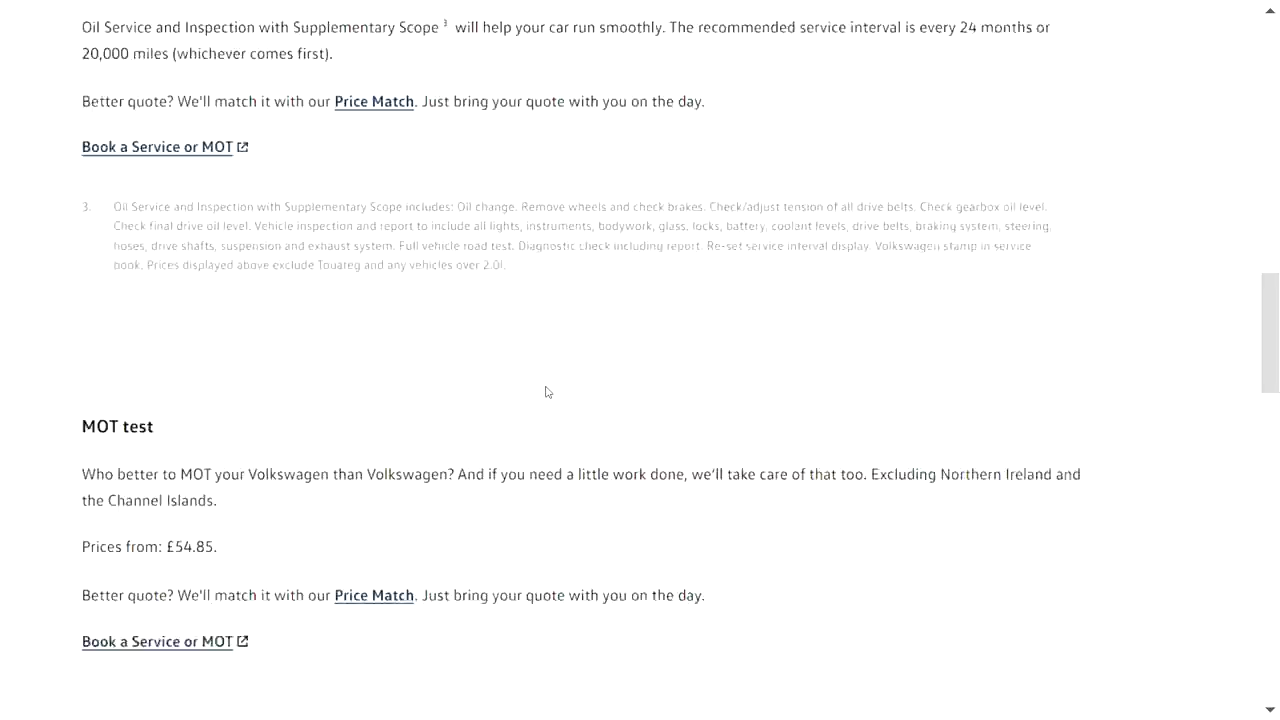 Oil Service and Inspection with Supplementary Scope 3 will help your car run smoothly. The recommended service interval is every 24 months or
20,000 miles (whichever comes first).
Better quote? We'll match it with our Price Match. Just bring your quote with you on the day.
Book a Service or MOT
3. Oil Service and Inspection with Supplementary Scope includes: Oil change. Remove wheels and check brakes. Check/adjust tension of all drive belts. Check gearbox oil level.
Check final drive oil level. Vehicle inspection and report to include all lights, instruments, bodywork, glass, locks, battery, coolant levels, drive belts, braking system, steering,
hoses, drive shafts, suspension and exhaust system. Full vehicle road test. Diagnostic check including report. Re-set service interval display. Volkswagen stamp in service
book. Prices displayed above exclude Touareg and any vehicles over 2.0l.
MOT test
Who better to MOT your Volkswagen than Volkswagen? And if you need a little work done, we'll take care of that too. Excluding Northern Ireland and
the Channel Islands.
Prices from: £54.85.
Better quote? We'll match it with our Price Match. Just bring your quote with you on the day.
Book a Service or MOT